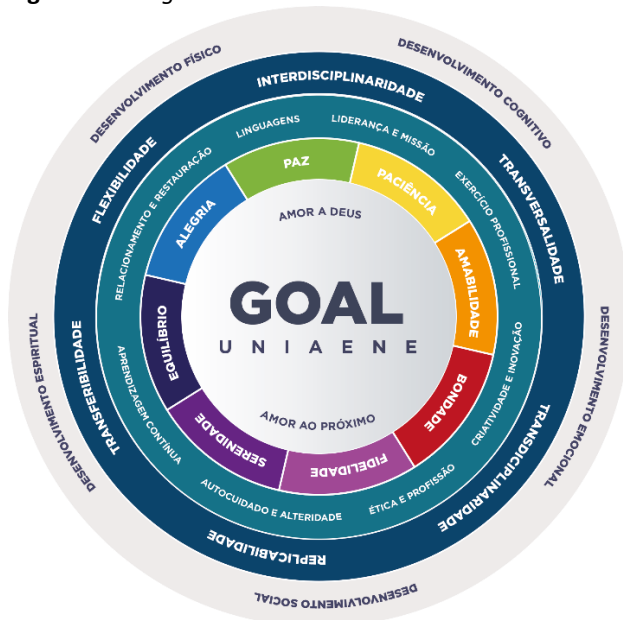 DESENVOLVIMENTO FÍSICO
DESENVOLVIMENTO COGNITIVO
DESENVOLVIMENTO EMOCIONAL
DESENVOLVIMENTO SOCIAL
DESENVOLVIMENTO ESPIRITUAL
INTERDISCIPLINARIDADE
TRANSVERSALIDADE
TRANSDICIPLINARIDADE
REPLICABILIDADE
TRANSFERIBILIDADE
FLEXIBILIDADE
LINGUAGENS
LIDERANÇA E MISSÃO
EXERCÍCIO PROFISSIONAL
CRIATIVIDADE E INOVAÇÃO
ÉTICA E PROFISSÃO
AUTOCUIDADO E ALTERIDADE
APRENDIZAGEM CONTÍNUA
RELACIONAMENTO E RESTAURAÇÃO
PAZ
PACIÊNCIA
AMABILIDADE
BONDADE
FIDELIDADE
SERENIDADE
EQUILÍBRIO
ALEGRIA
AMOR A DEUS
GOAL
UNIAENE
AMOR AO PRÓXIMO